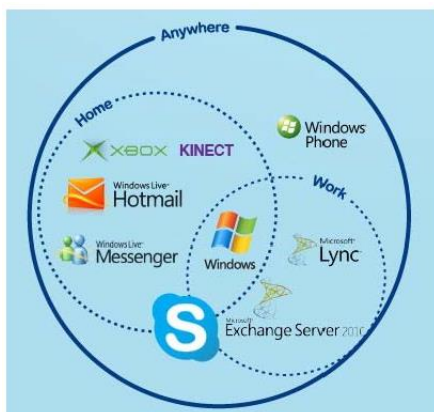 Anywhere
Home
XBOX KINECT
Windows
Phone
Windows Live
Hotmail
Work
Windows Live
Messenger
Windows
Microsoft
Lync
S
Microsoft
Exchange Server 2010